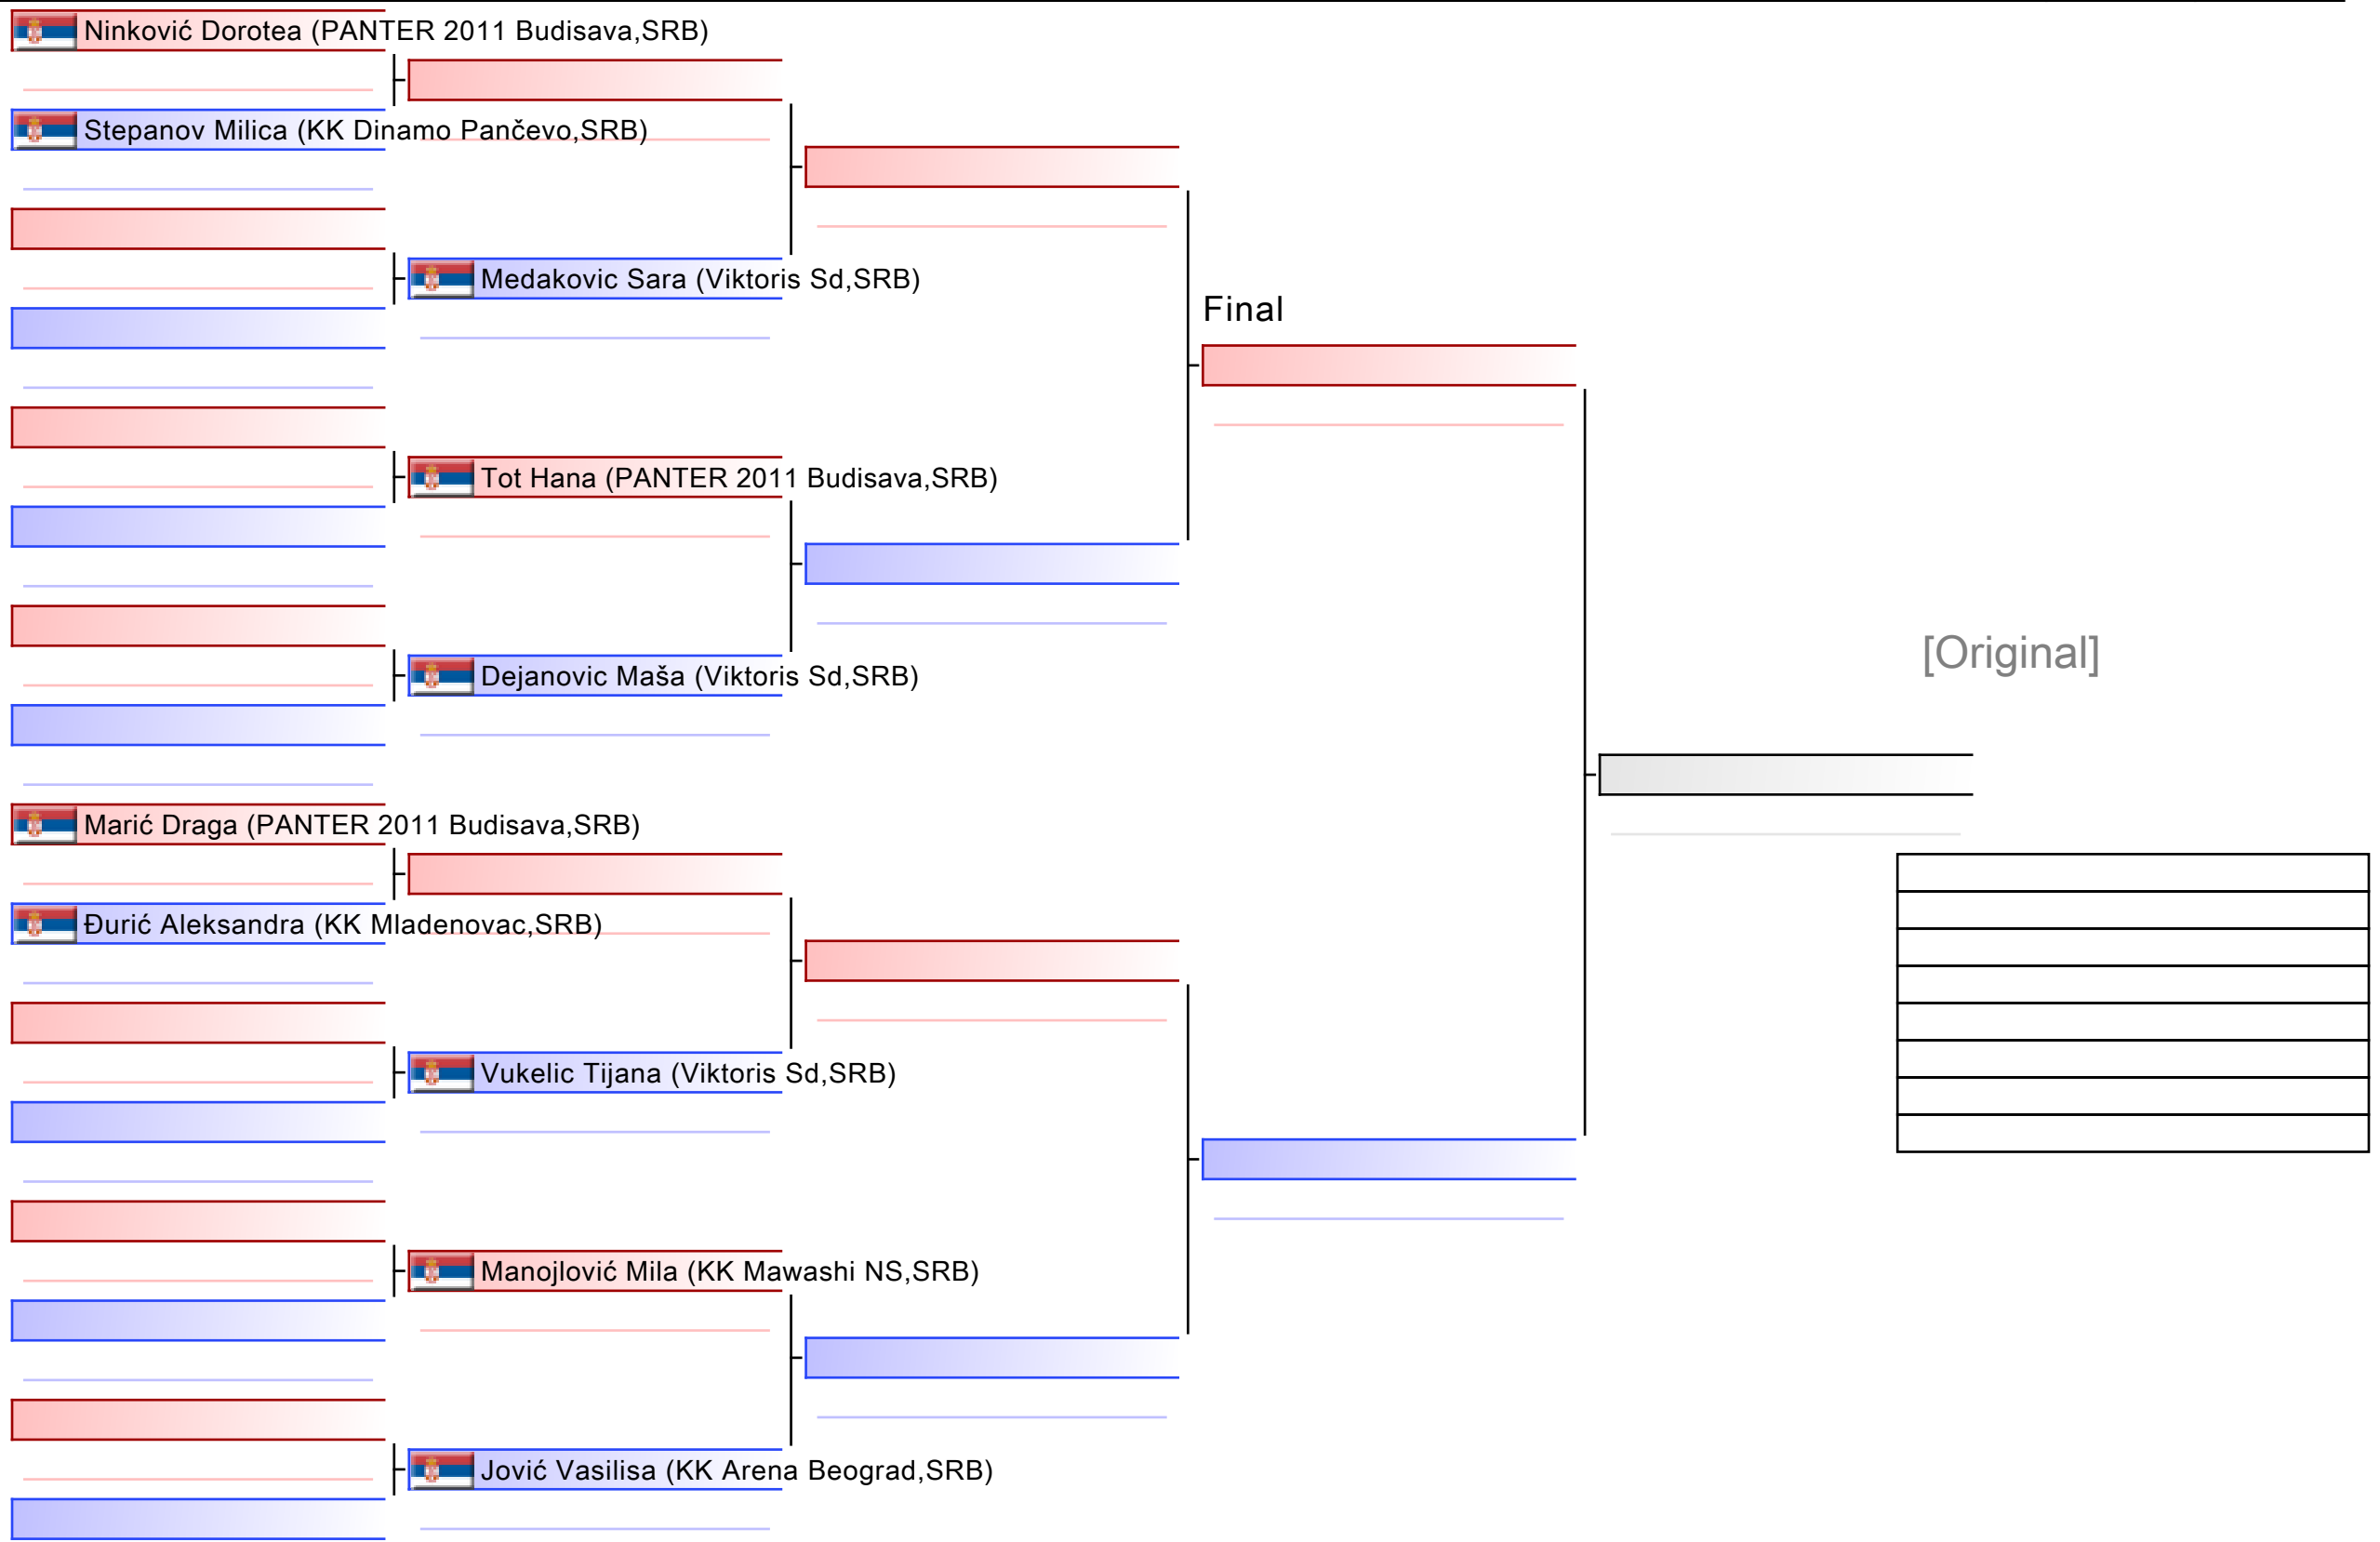 Ninković Dorotea (PANTER 2011 Budisava,SRB)
Stepanov Milica (KK Dinamo Pančevo,SRB)
Medakovic Sara (Viktoris Sd,SRB)
Final
Tot Hana (PANTER 2011 Budisava,SRB)
[Original]
Dejanovic Maša (Viktoris Sd,SRB)
Marić Draga (PANTER 2011 Budisava,SRB)
Đurić Aleksandra (KK Mladenovac,SRB)
Vukelic Tijana (Viktoris Sd,SRB)
Manojlović Mila (KK Mawashi NS,SRB)
Jović Vasilisa (KK Arena Beograd,SRB)